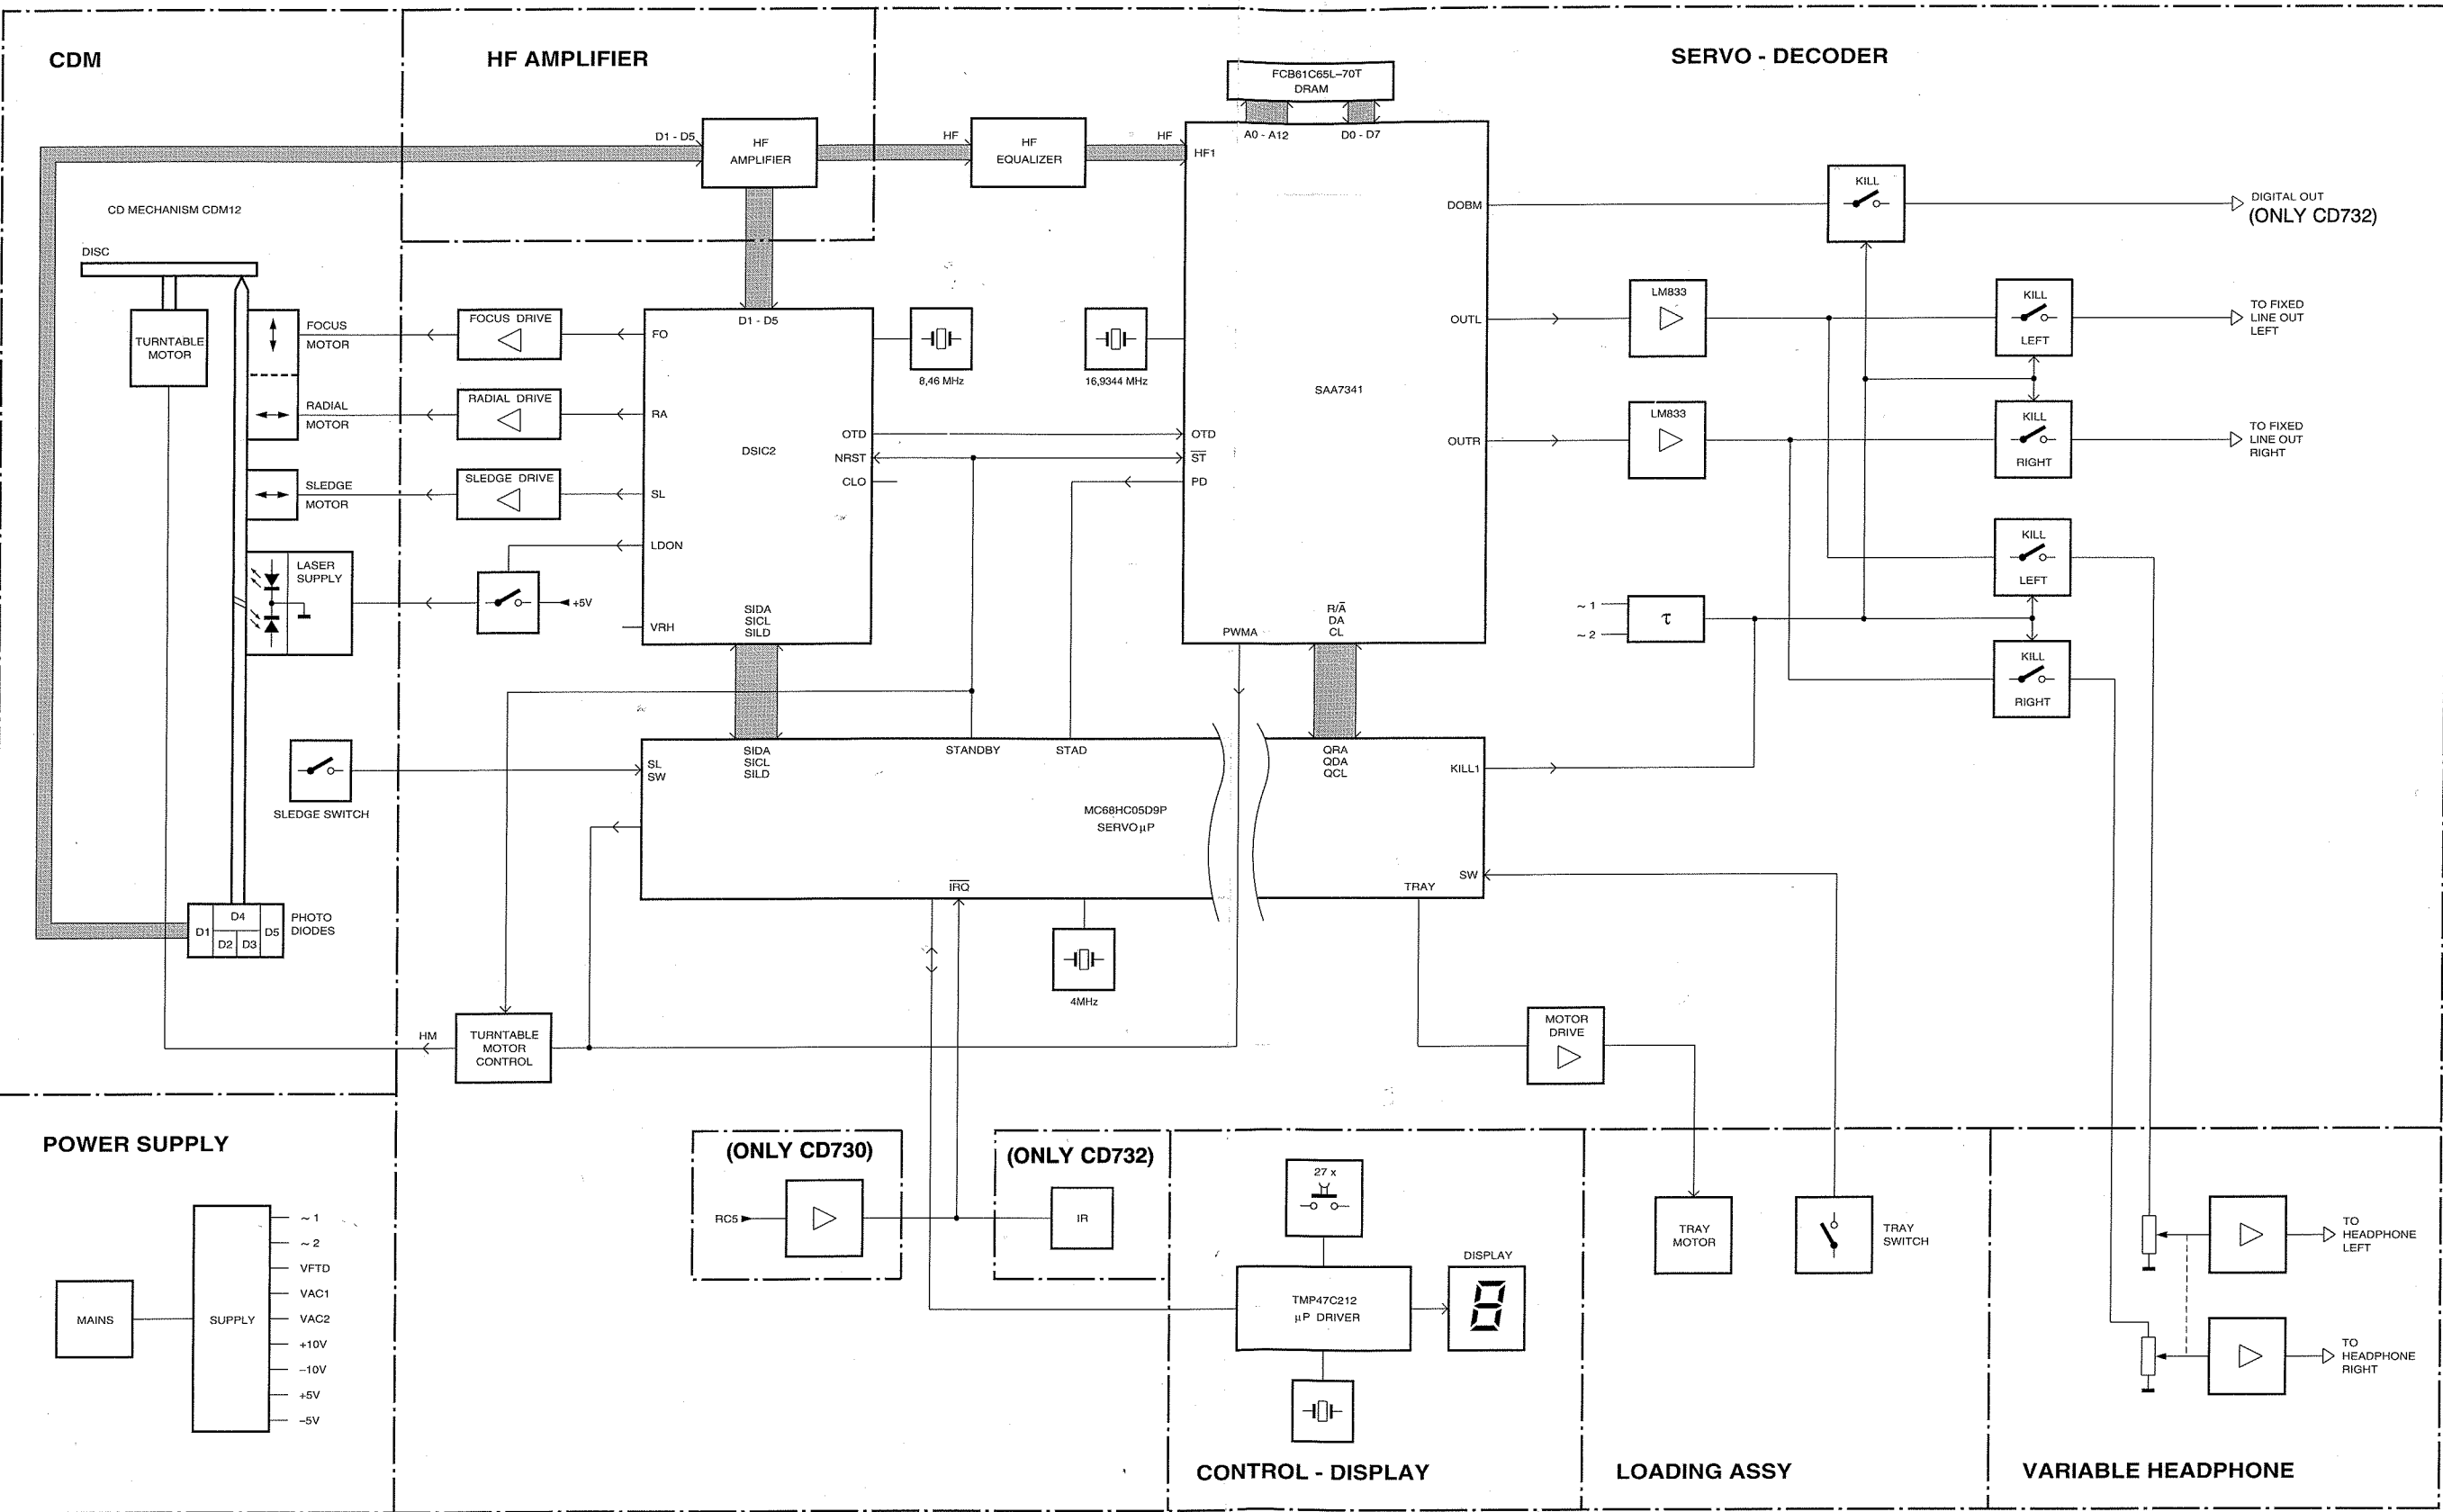 CDM
HF AMPLIFIER
SERVO - DECODER
FCB61C65L-70T
DRAM
A0 - A12
D0 - D7
D1 - D5
HF
AMPLIFIER
HF
HF
EQUALIZER
HF
HF1
CD MECHANISM CDM12
DISC
TURNTABLE
MOTOR
FOCUS
MOTOR
RADIAL
MOTOR
SLEDGE
MOTOR
LASER
SUPPLY
FOCUS DRIVE
RADIAL DRIVE
SLEDGE DRIVE
+5V
D1 - D5
FO
RA
SL
LDON
VRH
DSIC2
OTD
NRST
CLO
SIDA
SICL
SILD
8,46 MHz
16,9344 MHz
SAA7341
OTD
ST
PD
DOBM
OUTL
OUTR
PWMA
R/A
DA
CL
KILL
DIGITAL OUT
(ONLY CD732)
LM833
KILL
LEFT
TO FIXED
LINE OUT
LEFT
LM833
KILL
RIGHT
TO FIXED
LINE OUT
RIGHT
KILL
LEFT
~ 1
~ 2
τ
KILL
RIGHT
SLEDGE SWITCH
SL
SW
SIDA
SICL
SILD
STANDBY
STAD
QRA
QDA
QCL
KILL1
MC68HC05D9P
SERVO µP
IRQ
TRAY
SW
4MHz
D1
D4
D2
D3
D5
PHOTO
DIODES
HM
TURNTABLE
MOTOR
CONTROL
MOTOR
DRIVE
POWER SUPPLY
MAINS
SUPPLY
~ 1
~ 2
VFTD
VAC1
VAC2
+10V
-10V
+5V
-5V
(ONLY CD730)
RC5
(ONLY CD732)
IR
27 x
DISPLAY
TMP47C212
µP DRIVER
CONTROL - DISPLAY
TRAY
MOTOR
TRAY
SWITCH
LOADING ASSY
TO
HEADPHONE
LEFT
TO
HEADPHONE
RIGHT
VARIABLE HEADPHONE